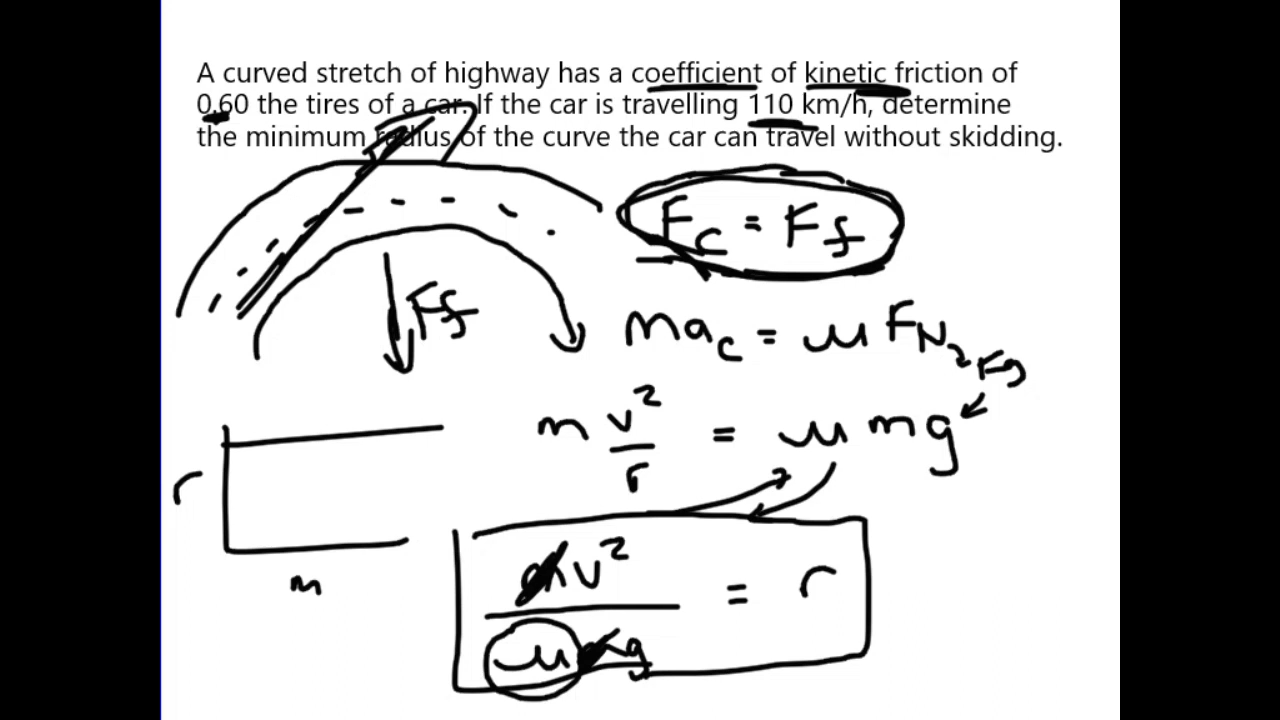 A curved stretch of highway has a coefficient of kinetic friction of
0.60 the tires of a car. If the car is travelling 110 km/h, determine
the minimum radius of the curve the car can travel without skidding.
Fc = Ff
Ff
mac = μFN
Fg
m v²/r = μmg
r
m
mv²/μmg = r